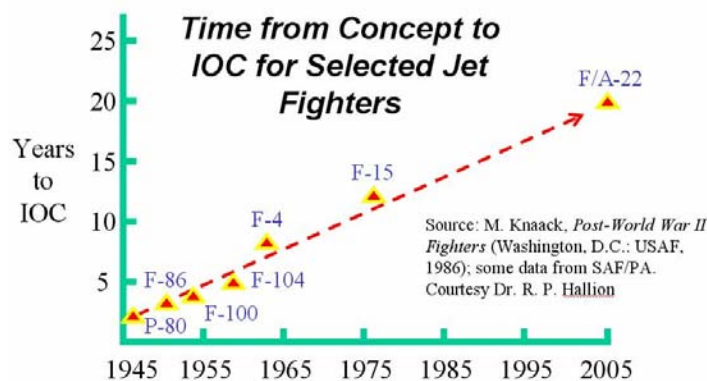 Time from Concept to
IOC for Selected Jet
Fighters
25
20
15
10
5
Years
to
IOC
F/A-22
F-15
F-4
F-86
F-104
P-80
F-100
Source: M. Knaack, Post-World War II
Fighters (Washington, D.C.: USAF,
1986); some data from SAF/PA.
Courtesy Dr. R. P. Hallion
1945 1955 1965 1975 1985 1995 2005